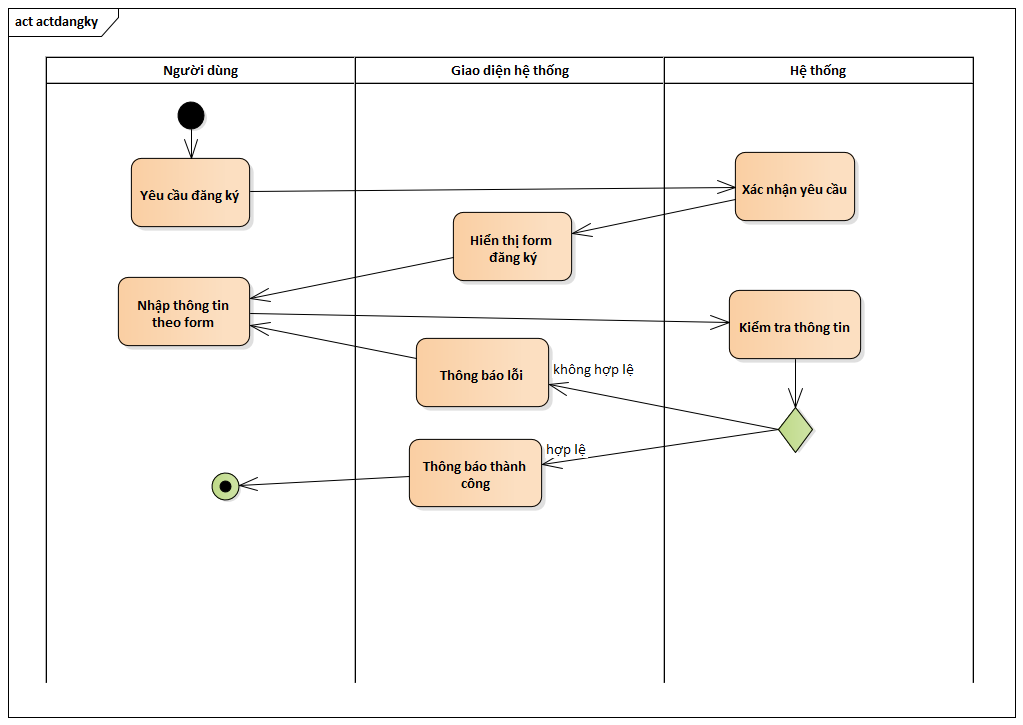 act actdangky
Người dùng
Giao diện hệ thống
Hệ thống
Yêu cầu đăng ký
Xác nhận yêu cầu
Hiển thị form
đăng ký
Nhập thông tin
theo form
Kiểm tra thông tin
Thông báo lỗi
không hợp lệ
hợp lệ
Thông báo thành
công